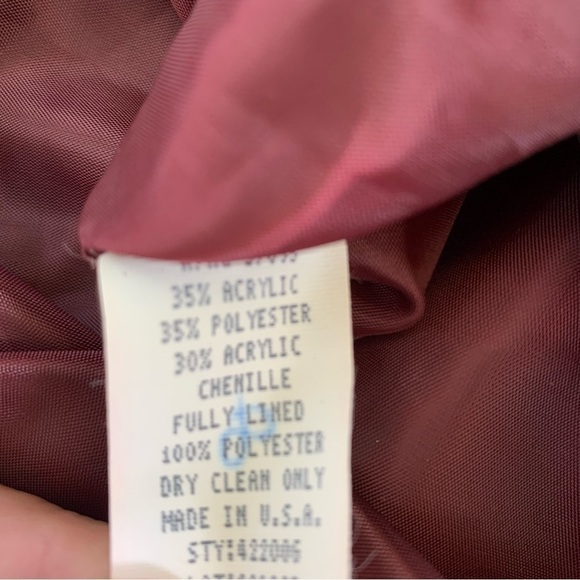 35% ACRYLIC
35% POLYESTER
30% ACRYLIC
CHENILLE
FULLY LINED
100% POLYESTER
DRY CLEAN ONLY
MADE IN U.S.A.
STY:422006